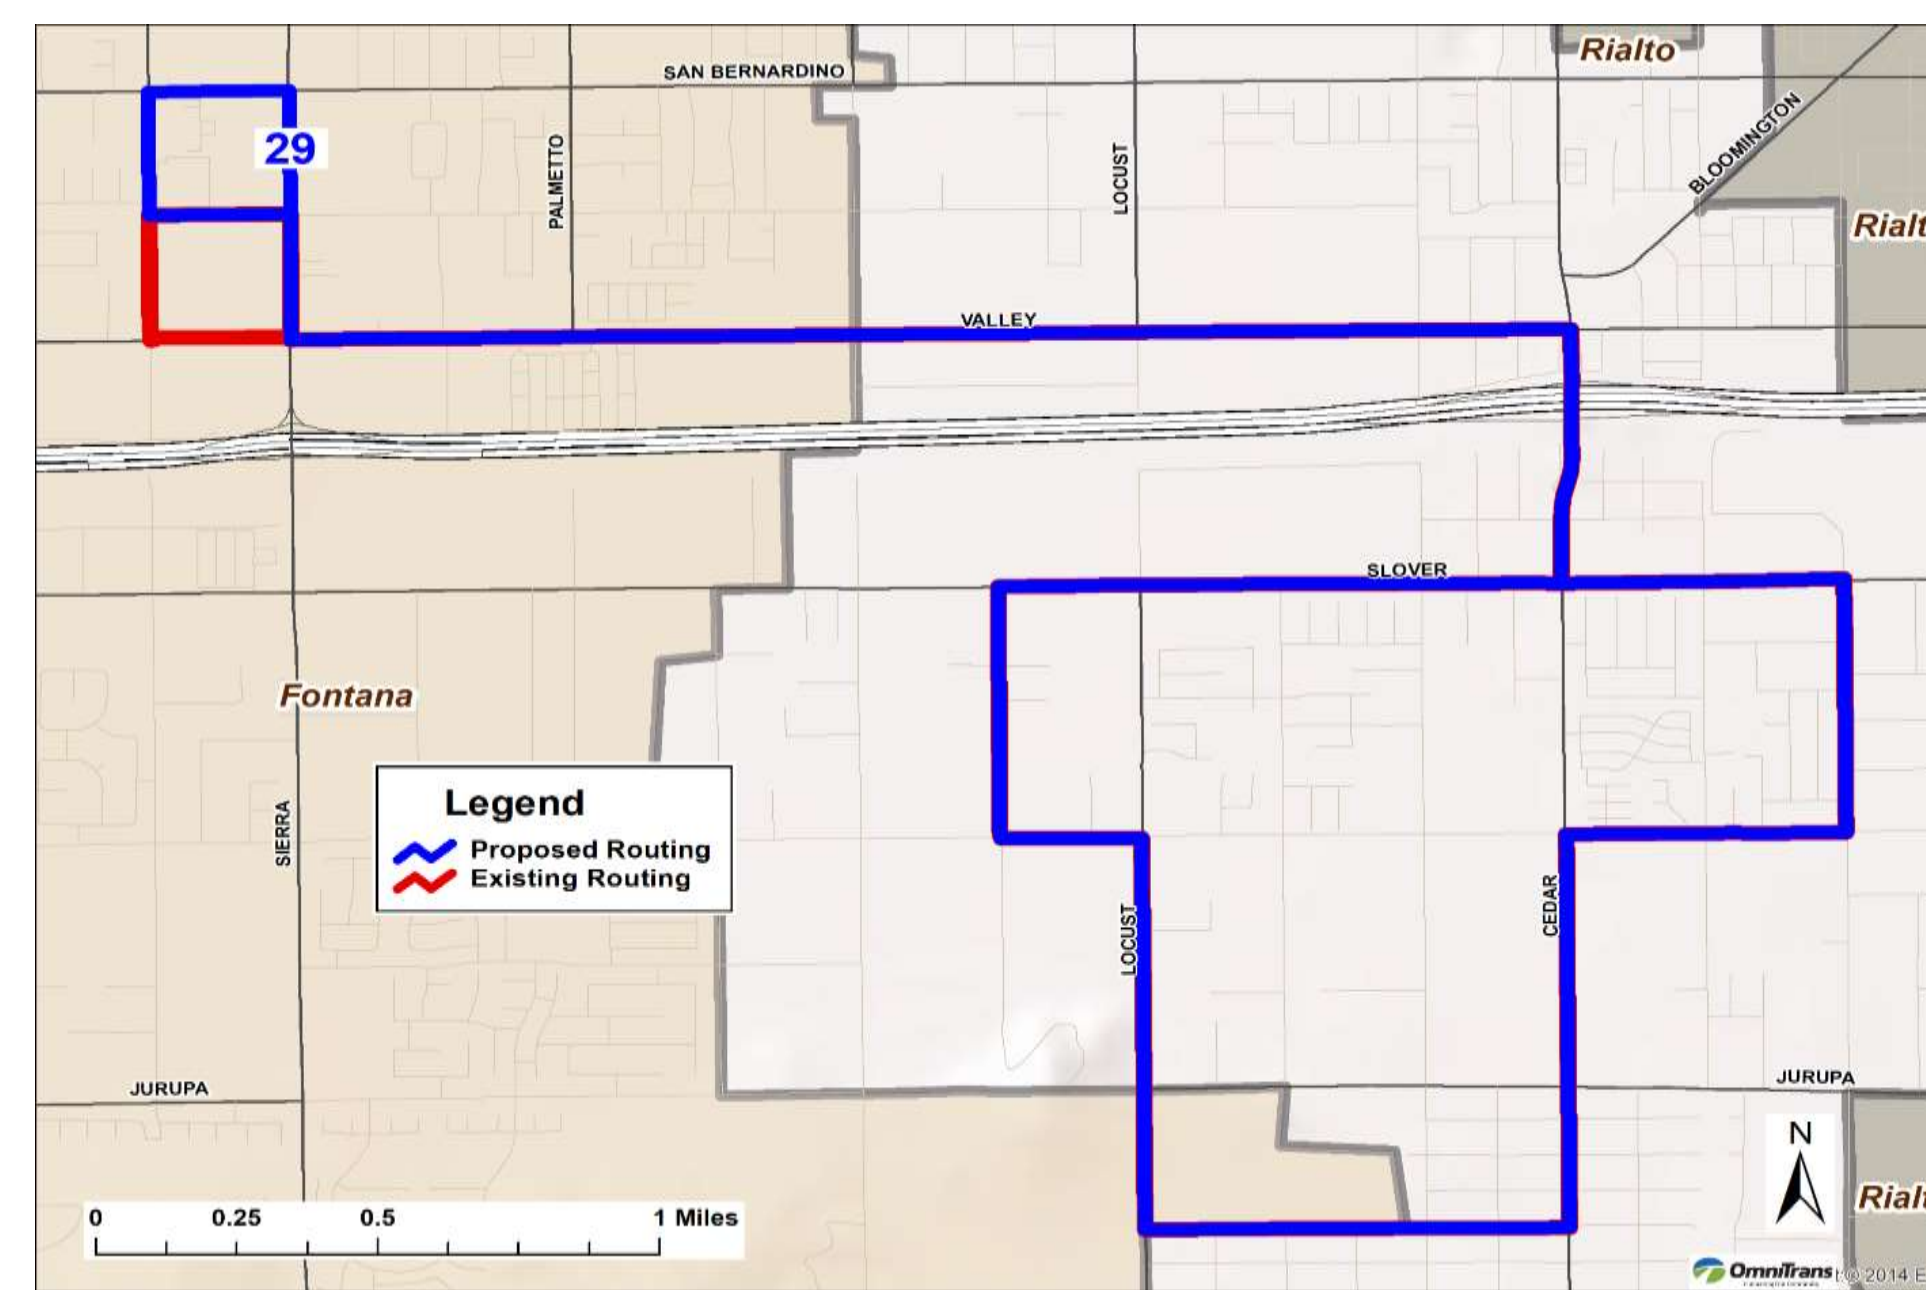 Rialto
SAN BERNARDINO
BLOOMINGTON
29
PALMETTO
LOCUST
Rialt
VALLEY
SLOVER
Fontana
SIERRA
Legend
Proposed Routing
Existing Routing
LOCUST
CEDAR
JURUPA
JURUPA
N
Rialt
0 0.25 0.5 1 Miles
OmniTrans
© 2014 E